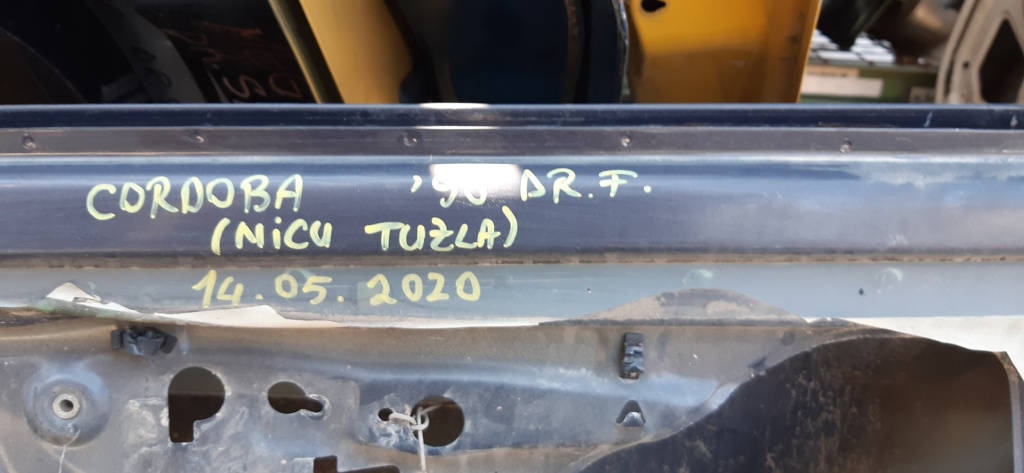 CORDOBA DR.F.
(NICU TUZLA)
14.05.2020